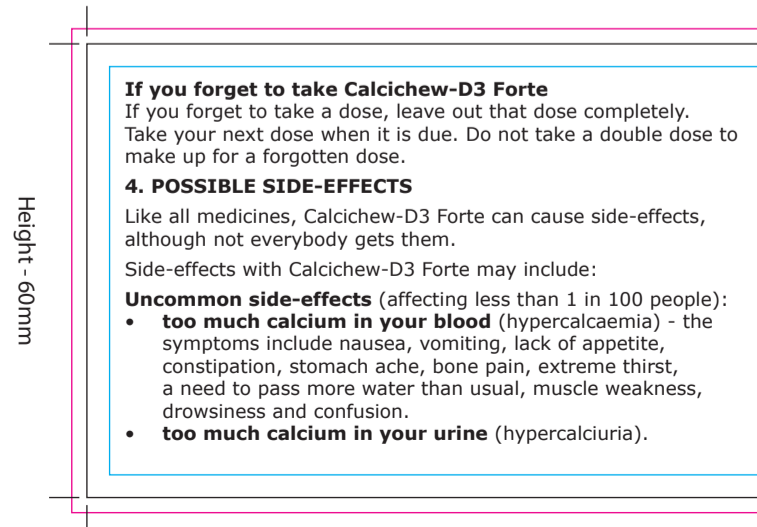 If you forget to take Calcichew-D3 Forte
If you forget to take a dose, leave out that dose completely.
Take your next dose when it is due. Do not take a double dose to
make up for a forgotten dose.
4. POSSIBLE SIDE-EFFECTS
Like all medicines, Calcichew-D3 Forte can cause side-effects,
although not everybody gets them.
Side-effects with Calcichew-D3 Forte may include:
Uncommon side-effects (affecting less than 1 in 100 people):
• too much calcium in your blood (hypercalcaemia) - the
symptoms include nausea, vomiting, lack of appetite,
constipation, stomach ache, bone pain, extreme thirst,
a need to pass more water than usual, muscle weakness,
drowsiness and confusion.
• too much calcium in your urine (hypercalciuria).
Height - 60mm